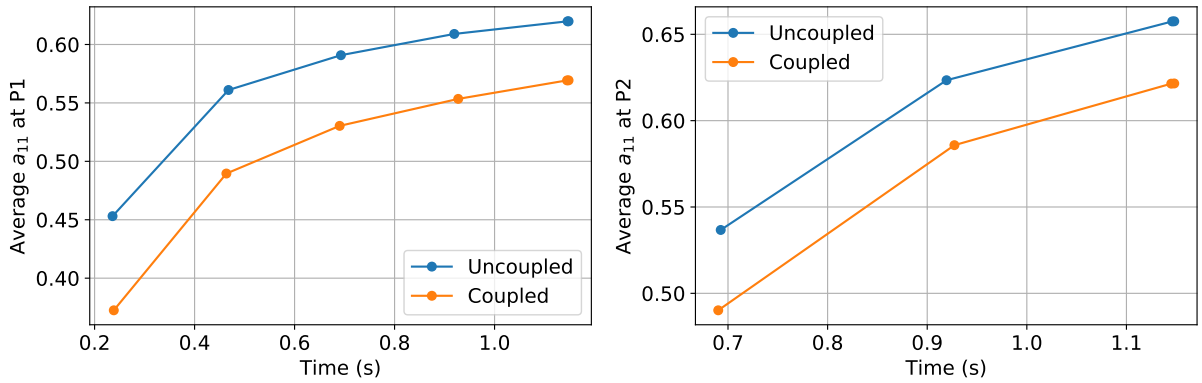 0.60
0.55
0.50
0.45
0.40
Average a₁₁ at P1
0.2 0.4 0.6 0.8 1.0
Time (s)
Uncoupled
Coupled
0.65
0.60
0.55
0.50
Average a₁₁ at P2
0.7 0.8 0.9 1.0 1.1
Time (s)
Uncoupled
Coupled